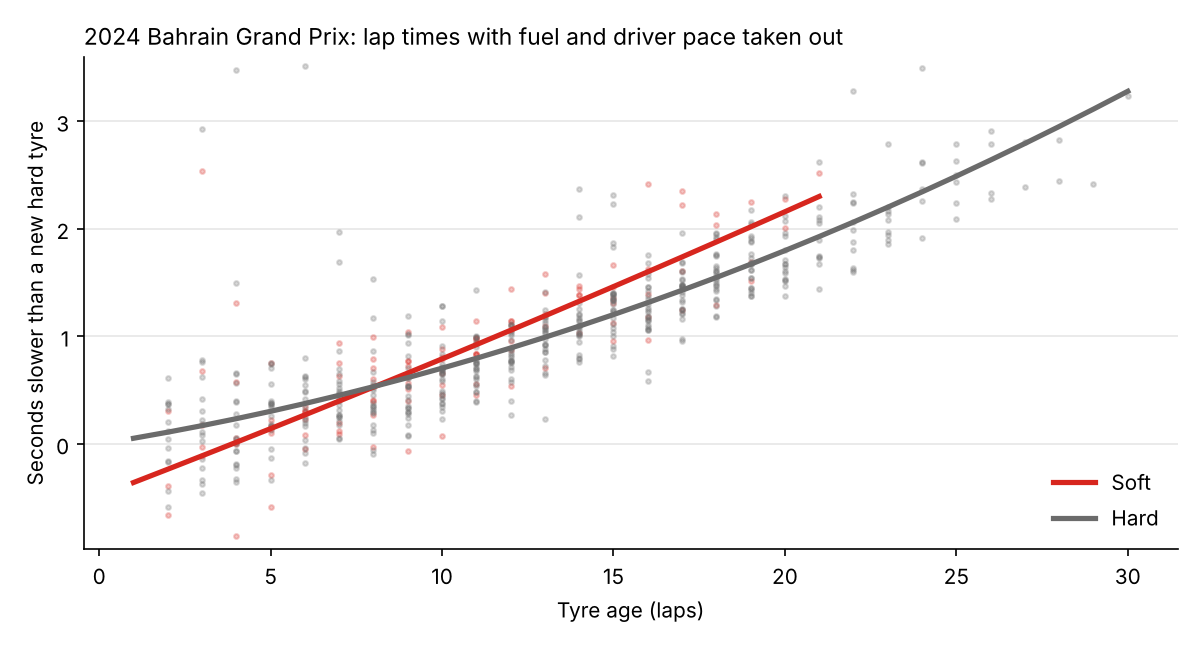 2024 Bahrain Grand Prix: lap times with fuel and driver pace taken out
Seconds slower than a new hard tyre
3
2
1
0
Soft
Hard
0 5 10 15 20 25 30
Tyre age (laps)